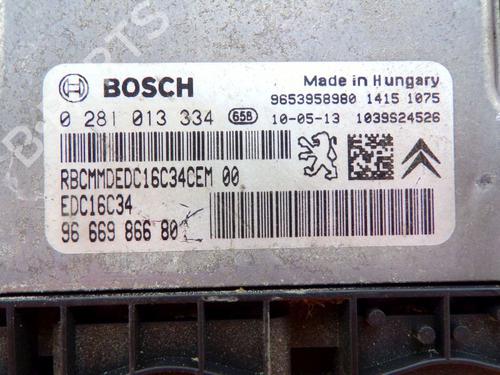 BOSCH
Made in Hungary
9653958980 1415 1075
0 281 013 334 658 10-05-13 1039S24526
RBCMMDEDC16C34CEM 00
EDC16C34
96 669 866 80